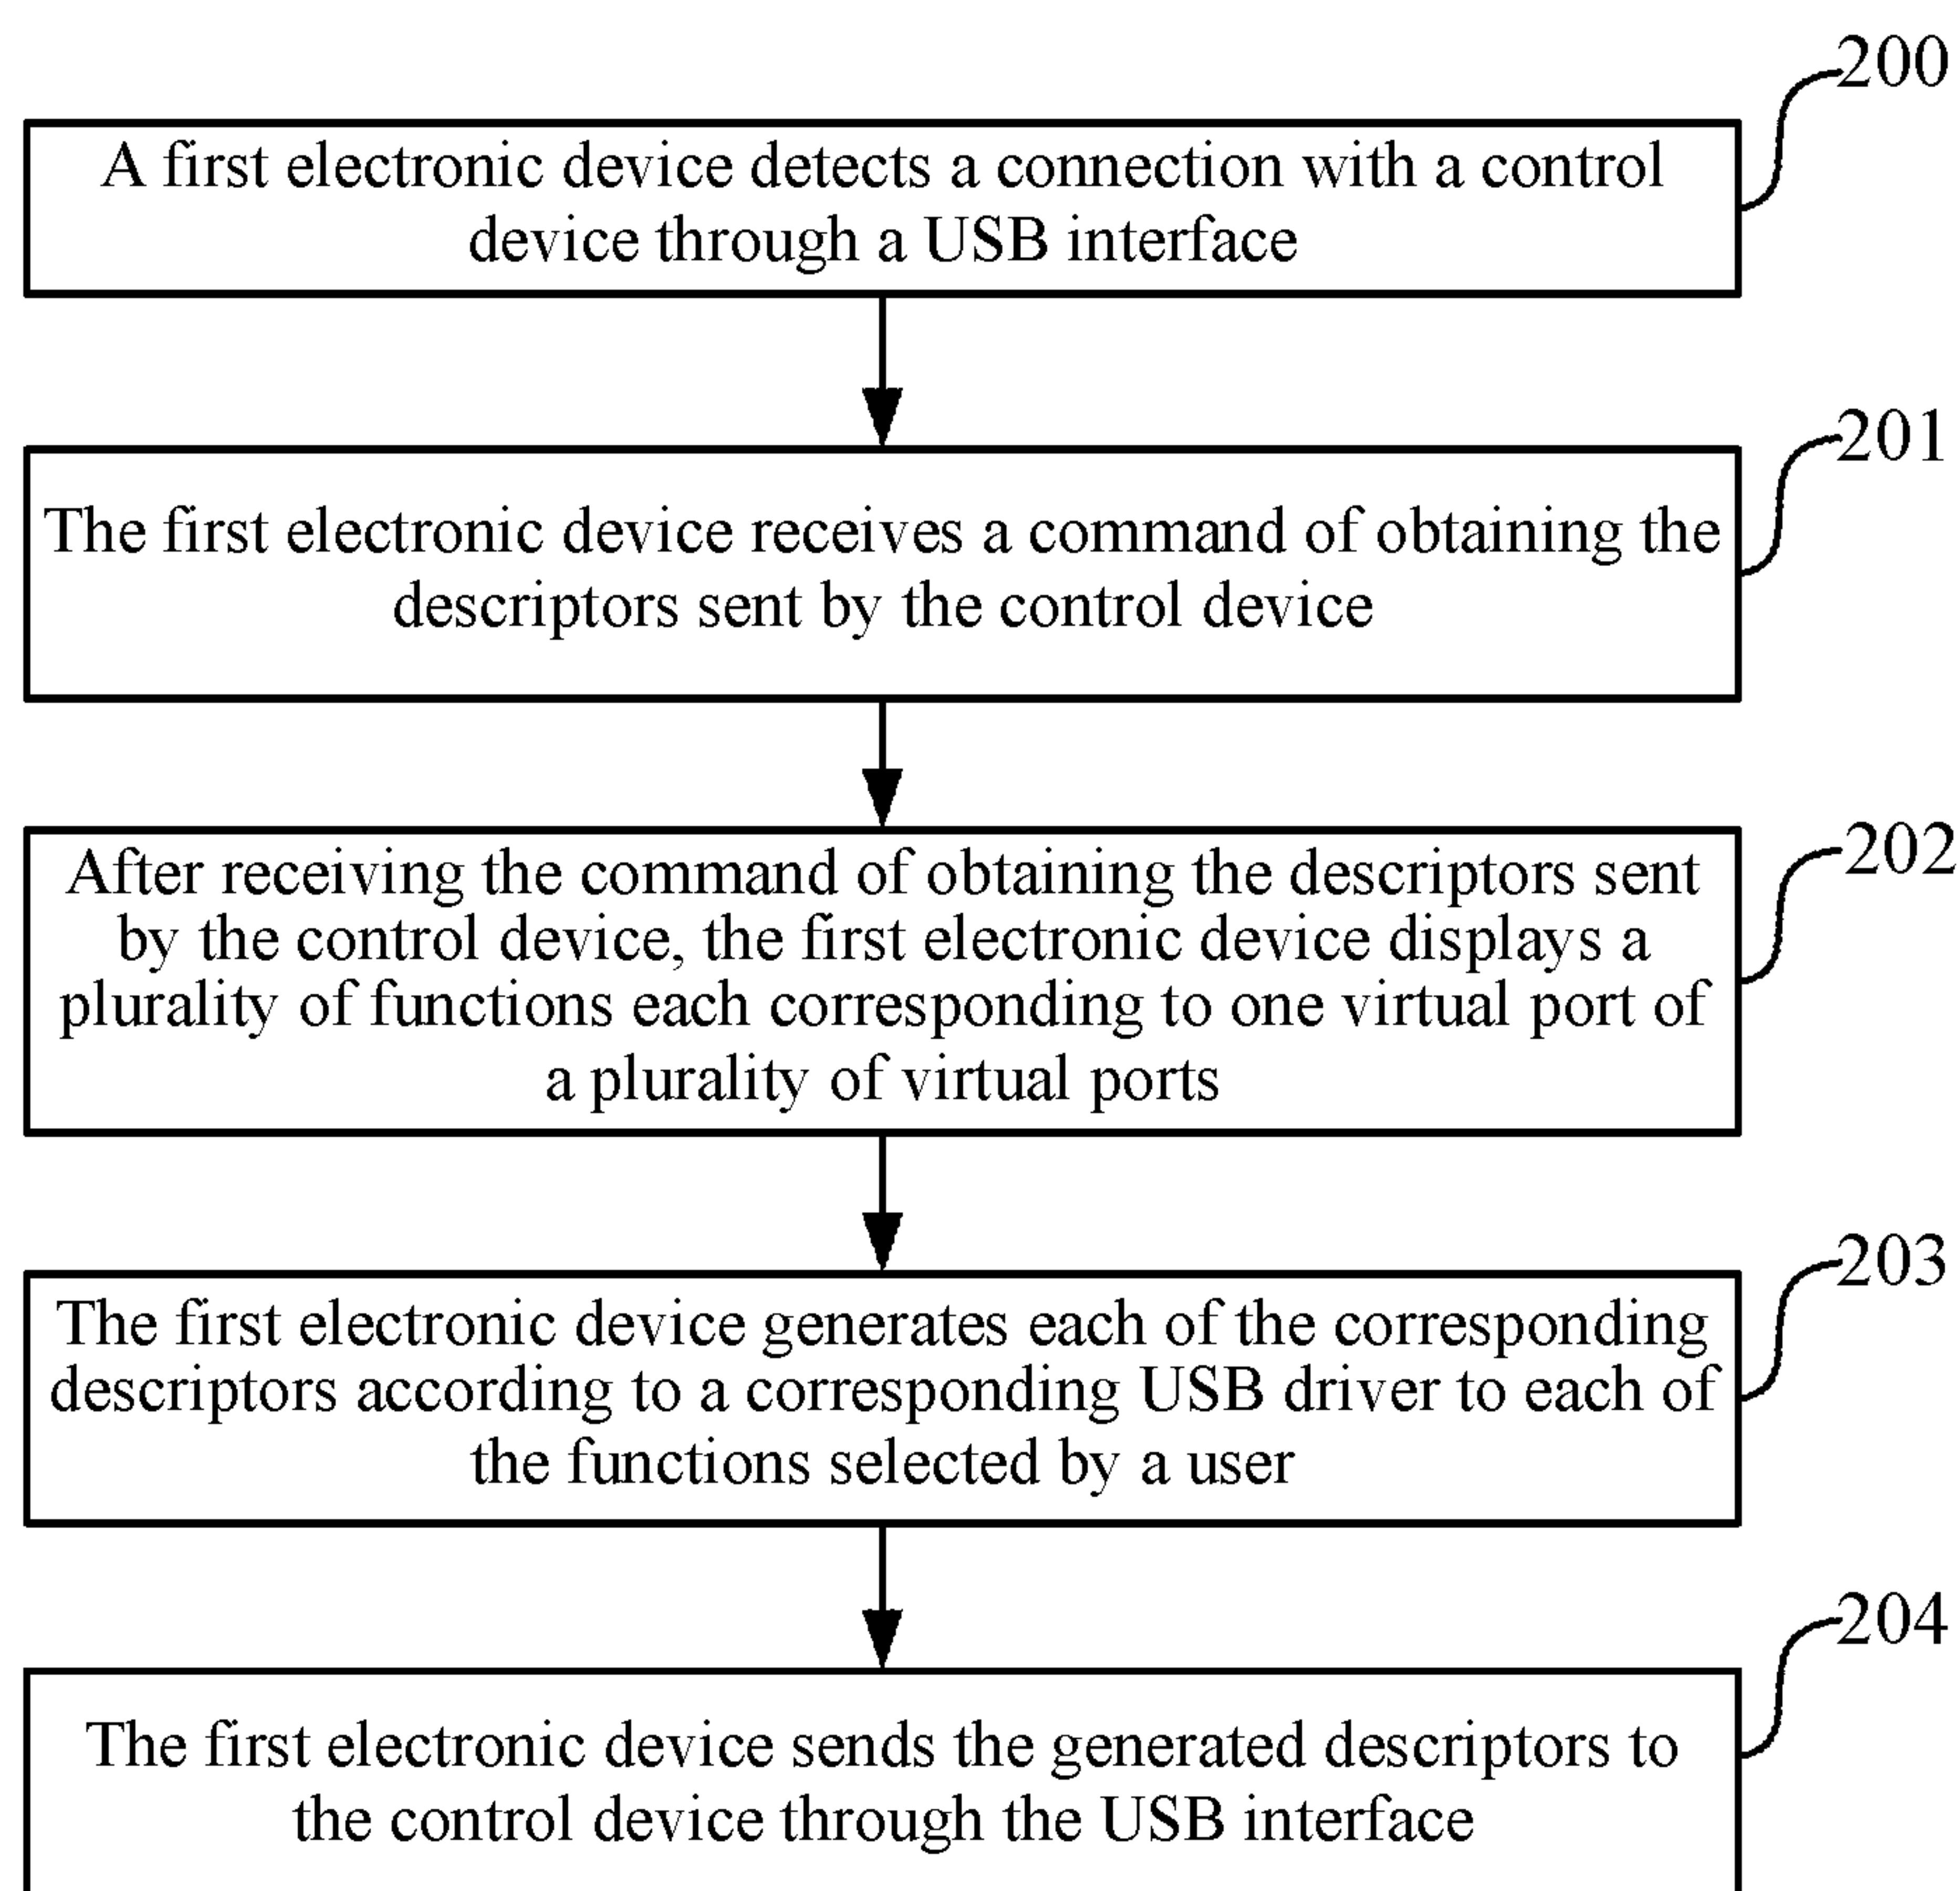 200
A first electronic device detects a connection with a control
device through a USB interface
201
The first electronic device receives a command of obtaining the
descriptors sent by the control device
202
After receiving the command of obtaining the descriptors sent
by the control device, the first electronic device displays a
plurality of functions each corresponding to one virtual port of
a plurality of virtual ports
203
The first electronic device generates each of the corresponding
descriptors according to a corresponding USB driver to each of
the functions selected by a user
204
The first electronic device sends the generated descriptors to
the control device through the USB interface